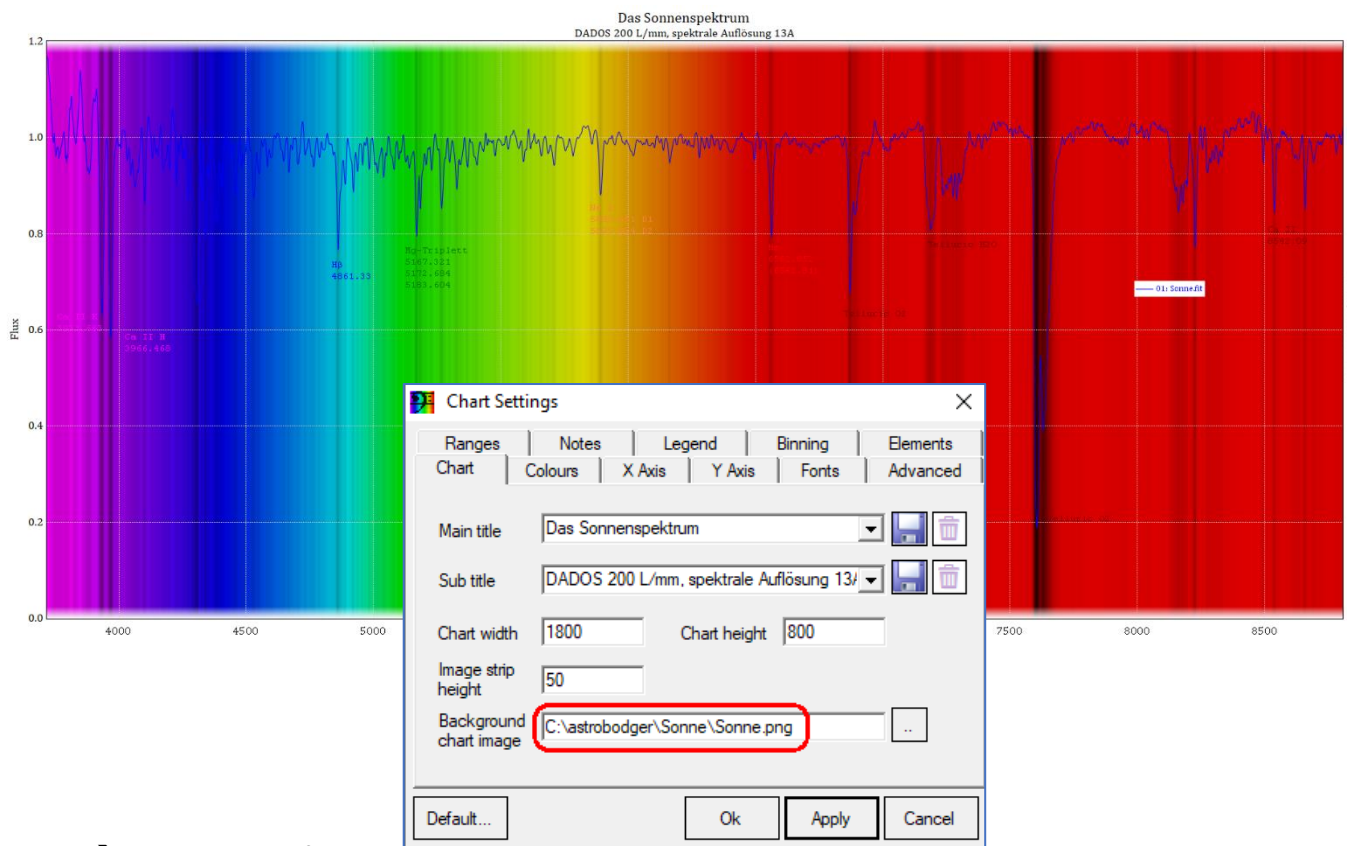 Das Sonnenspektrum
DADOS 200 L/mm, spektrale Auflösung 13A
1.2
1.0
0.8
0.6
0.4
0.2
0.0
Flux
Hβ
4861.33
Mg-Triplett
5167.321
5172.684
5183.604
Ca II H
3966.468
01: Sonne.fit
4000
4500
5000
7500
8000
8500
Chart Settings
Ranges
Notes
Legend
Binning
Elements
Chart
Colours
X Axis
Y Axis
Fonts
Advanced
Main title
Das Sonnenspektrum
Sub title
DADOS 200 L/mm, spektrale Auflösung 13
Chart width
1800
Chart height
800
Image strip
height
50
Background
chart image
C:\astrobodger\Sonne\Sonne.png
..
Default...
Ok
Apply
Cancel